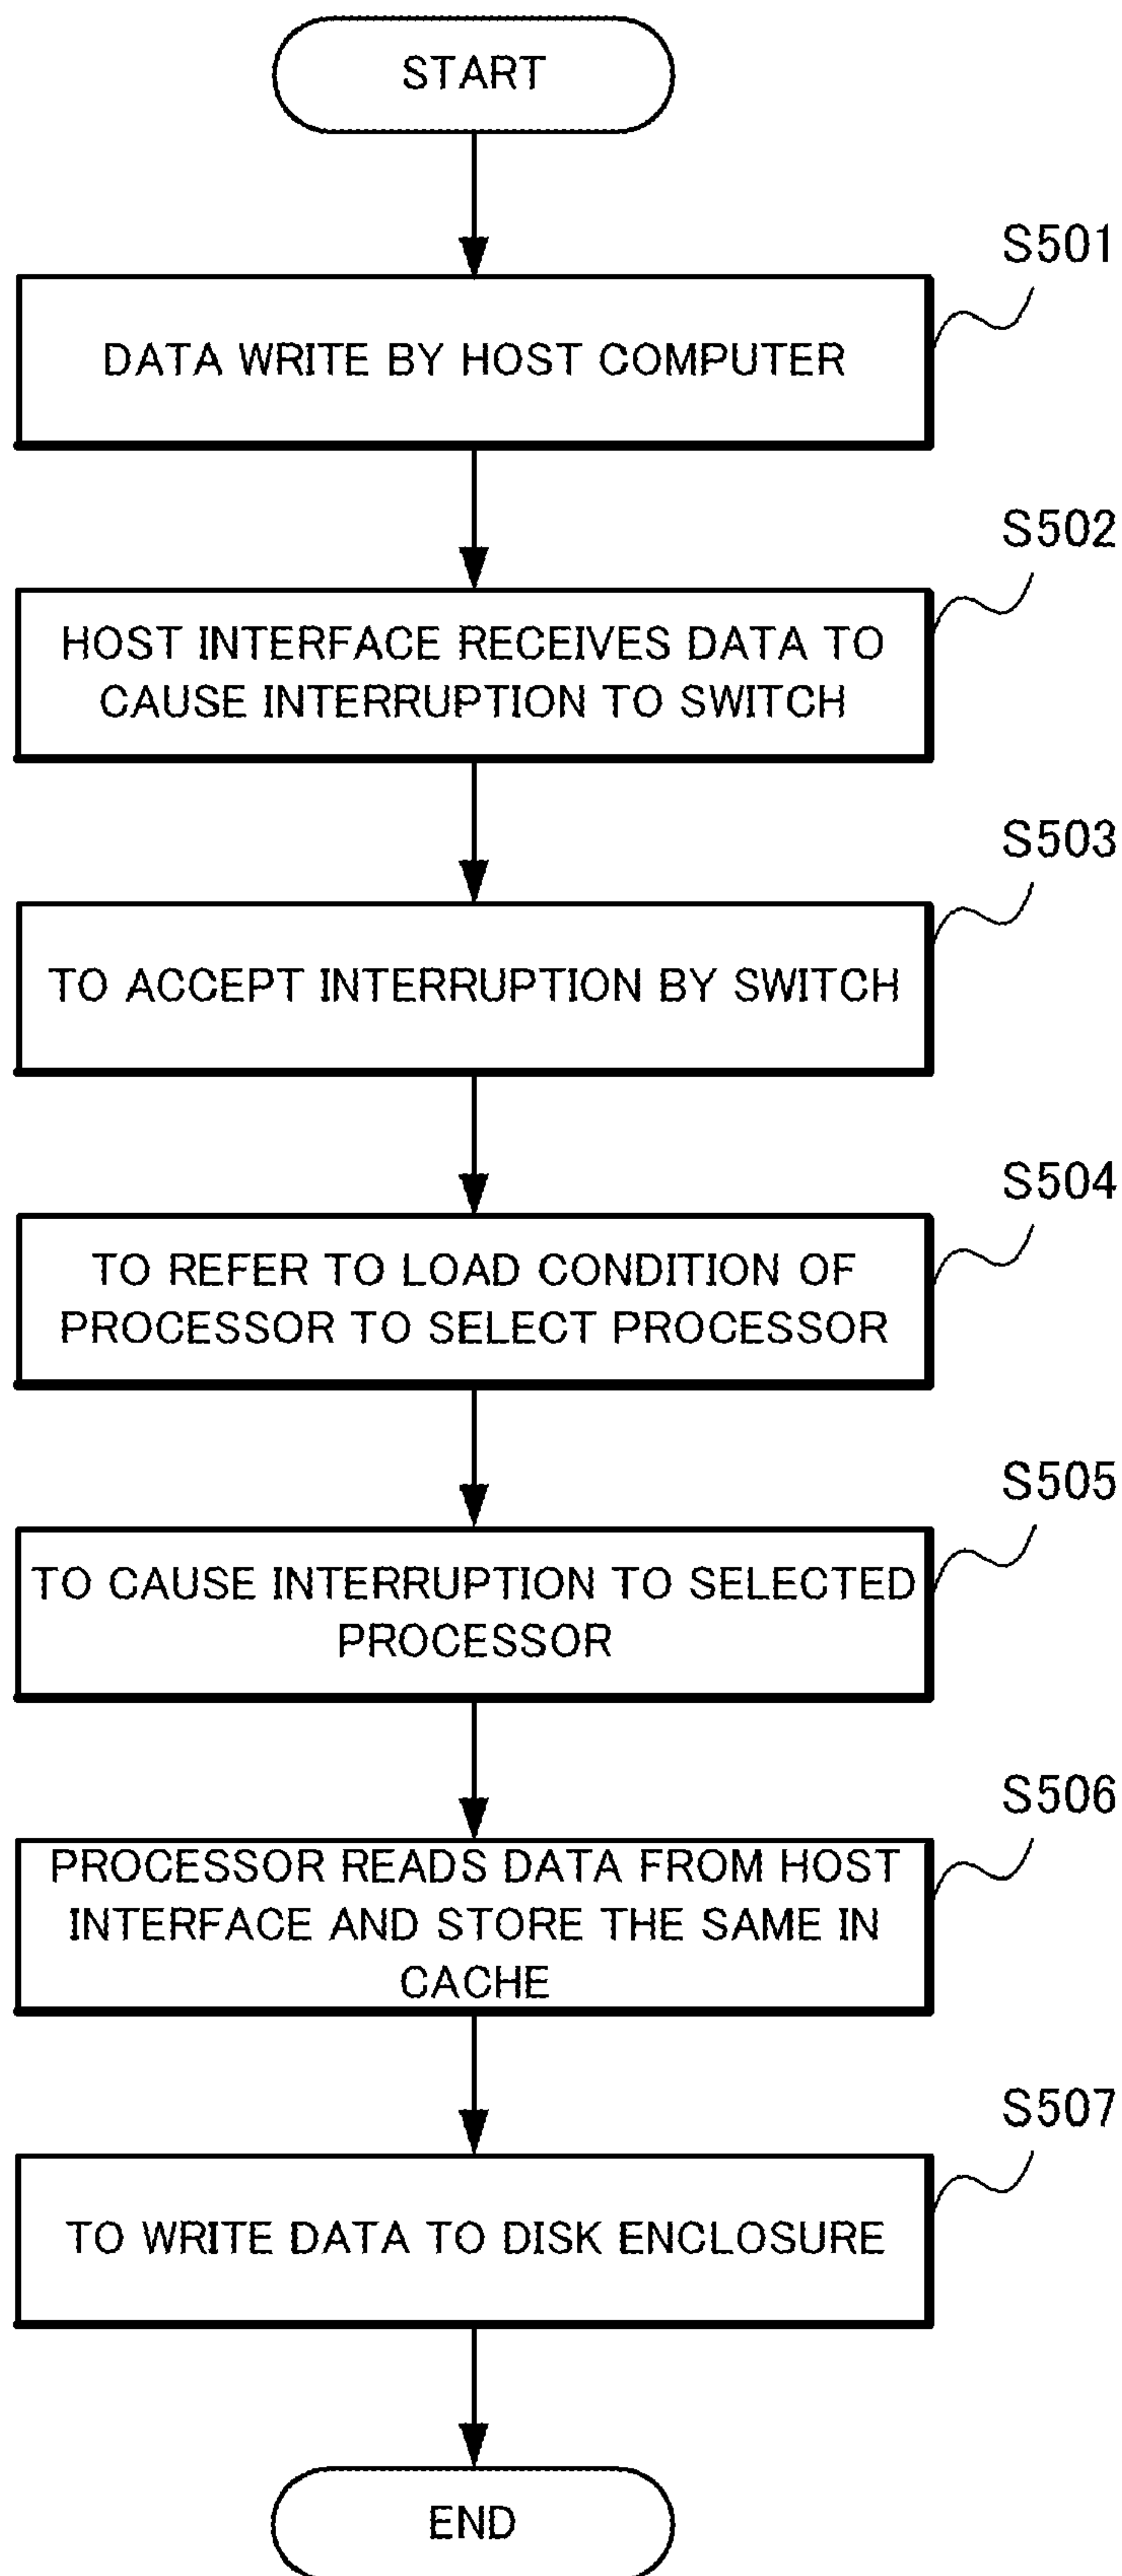 START
S501
DATA WRITE BY HOST COMPUTER
S502
HOST INTERFACE RECEIVES DATA TO
CAUSE INTERRUPTION TO SWITCH
S503
TO ACCEPT INTERRUPTION BY SWITCH
S504
TO REFER TO LOAD CONDITION OF
PROCESSOR TO SELECT PROCESSOR
S505
TO CAUSE INTERRUPTION TO SELECTED
PROCESSOR
S506
PROCESSOR READS DATA FROM HOST
INTERFACE AND STORE THE SAME IN
CACHE
S507
TO WRITE DATA TO DISK ENCLOSURE
END